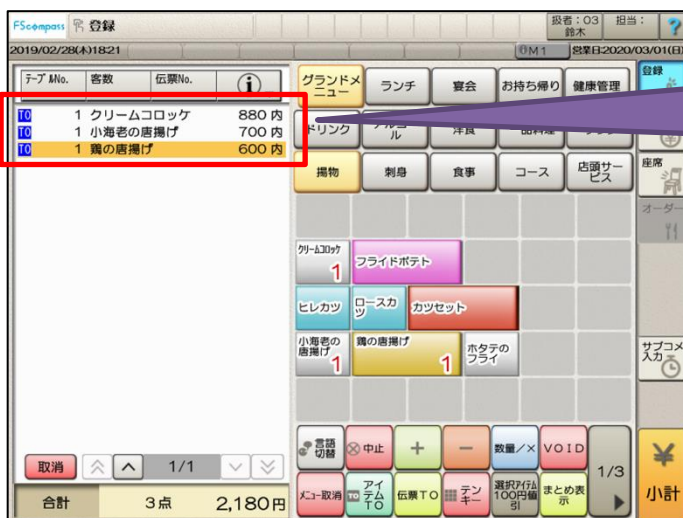 FScompass 登録
扱者：03 担当：
鈴木
2019/02/28(木)18:21
M1
営業日:2020/03/01(日)
テーブルNo. 客数 伝票No.
TO 1 クリームコロッケ 880 内
TO 1 小海老の唐揚げ 700 内
TO 1 鶏の唐揚げ 600 内
取消 1/1
合計 3点 2,180円
グランドメニュー ランチ 宴会 お持ち帰り 健康管理
ドリンク
揚物 刺身 食事 コース 店頭サービス
クリームコロッケ 1 フライドポテト
ヒレカツ ロースカツ カツセット
小海老の唐揚げ 1 鶏の唐揚げ 1 ホタテのフライ
言語切替 中止 + − 数量/× VOID
1/3
メニュー取消 TO アイテムTO 伝票TO テンキー 選択アイテム100円値引 まとめ表示
登録
座席
オーダー
サブコメ入力
¥
小計